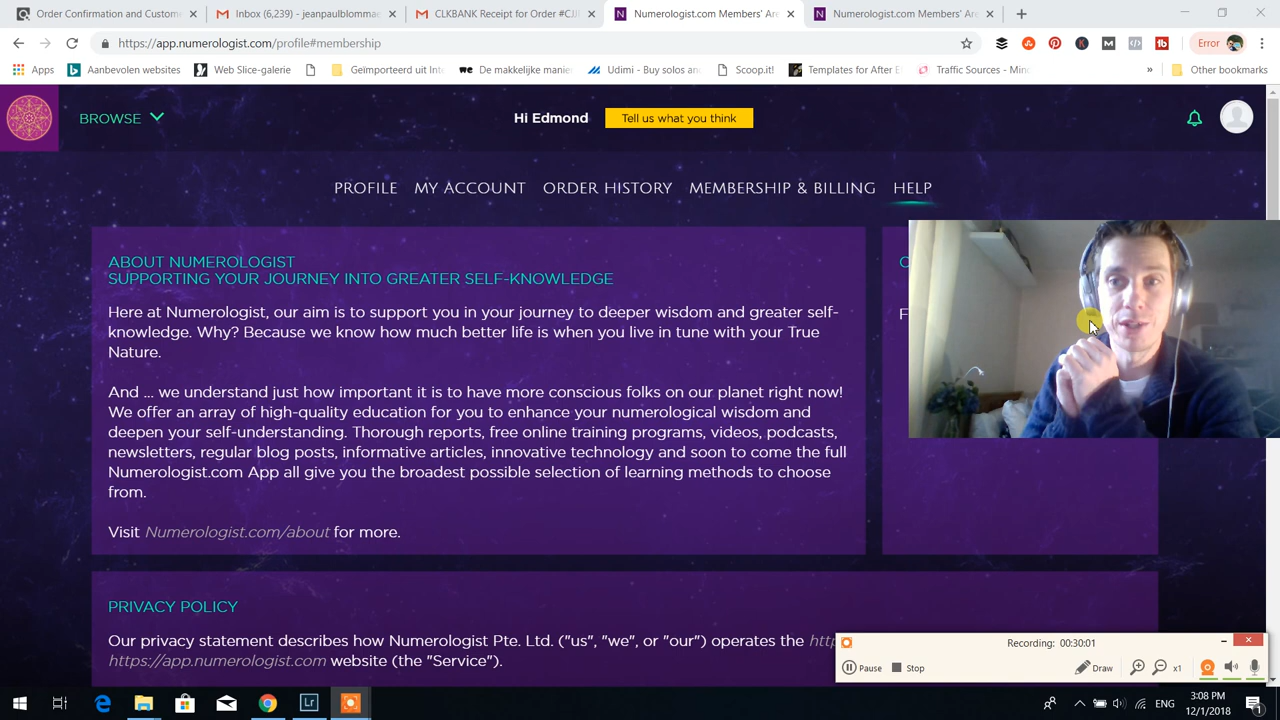 Order Confirmation and Custome
Inbox (6,239) - jeanpaulblommag
CLKBANK Receipt for Order #CJJ
Numerologist.com Members' Are
Numerologist.com Members' Are
https://app.numerologist.com/profile#membership
Error
Apps
Aanbevolen websites
Web Slice-galerie
Geïmporteerd uit Int
De makkelijke manie
Udimi - Buy solos an
Scoop.it!
Templates for After E
Traffic Sources - Min
» Other bookmarks
BROWSE
Hi Edmond
Tell us what you think
PROFILE MY ACCOUNT ORDER HISTORY MEMBERSHIP & BILLING HELP
ABOUT NUMEROLOGIST
SUPPORTING YOUR JOURNEY INTO GREATER SELF-KNOWLEDGE
Here at Numerologist, our aim is to support you in your journey to deeper wisdom and greater self-
knowledge. Why? Because we know how much better life is when you live in tune with your True
Nature.
And ... we understand just how important it is to have more conscious folks on our planet right now!
We offer an array of high-quality education for you to enhance your numerological wisdom and
deepen your self-understanding. Thorough reports, free online training programs, videos, podcasts,
newsletters, regular blog posts, informative articles, innovative technology and soon to come the full
Numerologist.com App all give you the broadest possible selection of learning methods to choose
from.
Visit Numerologist.com/about for more.
PRIVACY POLICY
Our privacy statement describes how Numerologist Pte. Ltd. ("us", "we", or "our") operates the http
https://app.numerologist.com website (the "Service").
Recording: 00:30:01
Pause Stop Draw x1
ENG
3:08 PM
12/1/2018